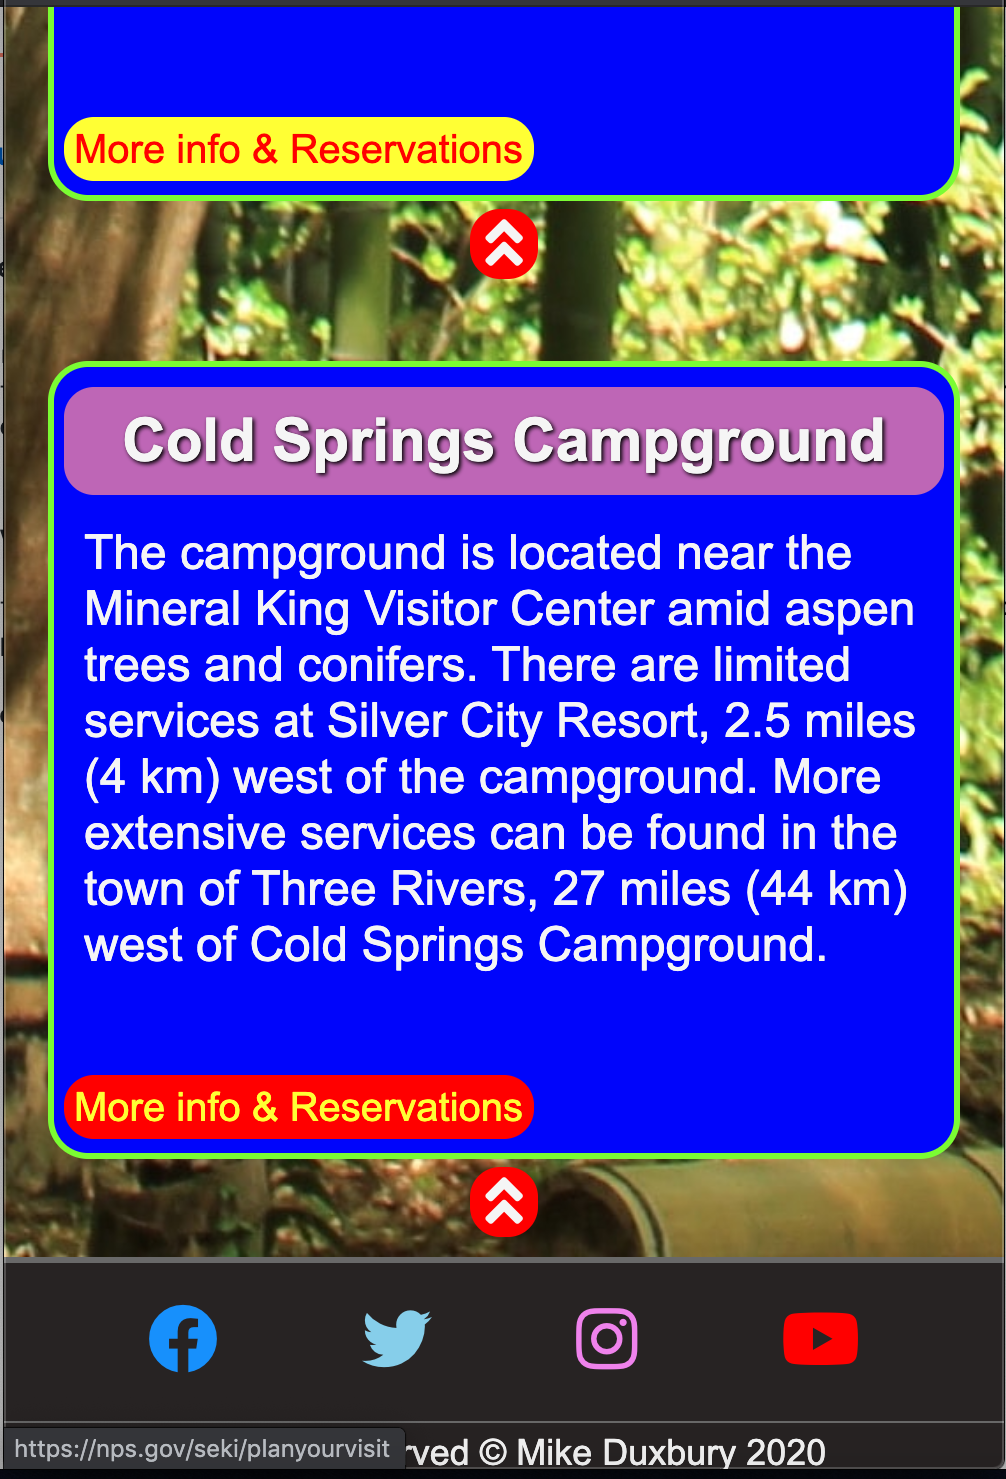 More info & Reservations
Cold Springs Campground
The campground is located near the
Mineral King Visitor Center amid aspen
trees and conifers. There are limited
services at Silver City Resort, 2.5 miles
(4 km) west of the campground. More
extensive services can be found in the
town of Three Rivers, 27 miles (44 km)
west of Cold Springs Campground.
More info & Reservations
https://nps.gov/seki/planyourvisit
© Mike Duxbury 2020